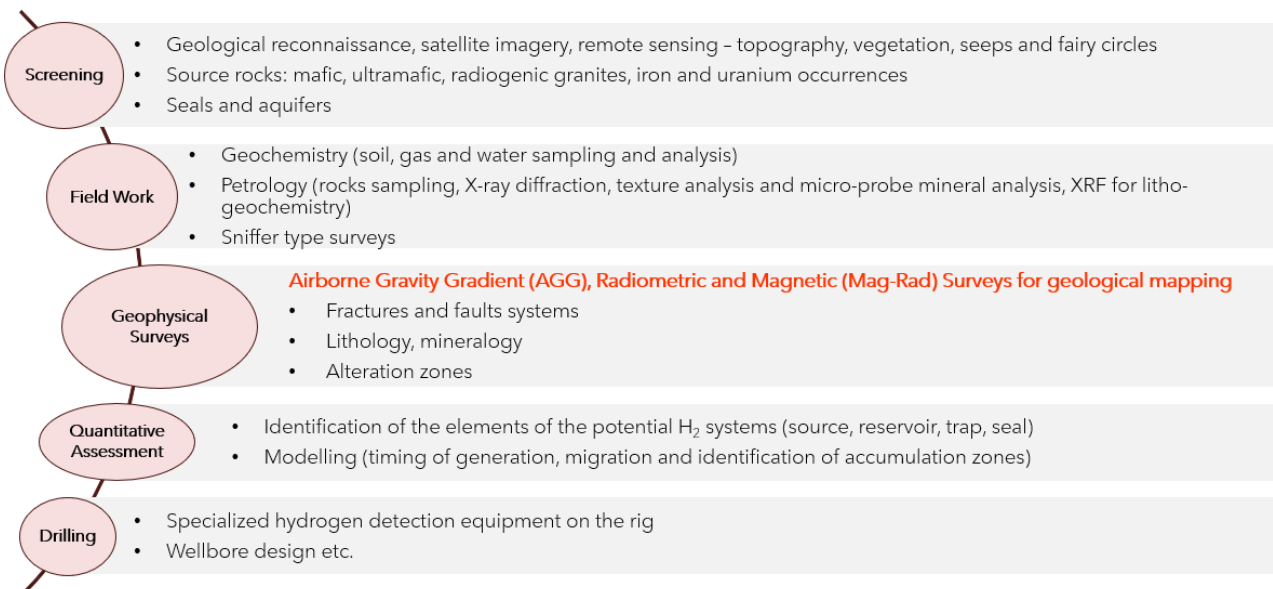 Screening
• Geological reconnaissance, satellite imagery, remote sensing – topography, vegetation, seeps and fairy circles
• Source rocks: mafic, ultramafic, radiogenic granites, iron and uranium occurrences
• Seals and aquifers
Field Work
• Geochemistry (soil, gas and water sampling and analysis)
• Petrology (rocks sampling, X-ray diffraction, texture analysis and micro-probe mineral analysis, XRF for litho-
geochemistry)
• Sniffer type surveys
Geophysical
Surveys
Airborne Gravity Gradient (AGG), Radiometric and Magnetic (Mag-Rad) Surveys for geological mapping
• Fractures and faults systems
• Lithology, mineralogy
• Alteration zones
Quantitative
Assessment
• Identification of the elements of the potential H₂ systems (source, reservoir, trap, seal)
• Modelling (timing of generation, migration and identification of accumulation zones)
Drilling
• Specialized hydrogen detection equipment on the rig
• Wellbore design etc.